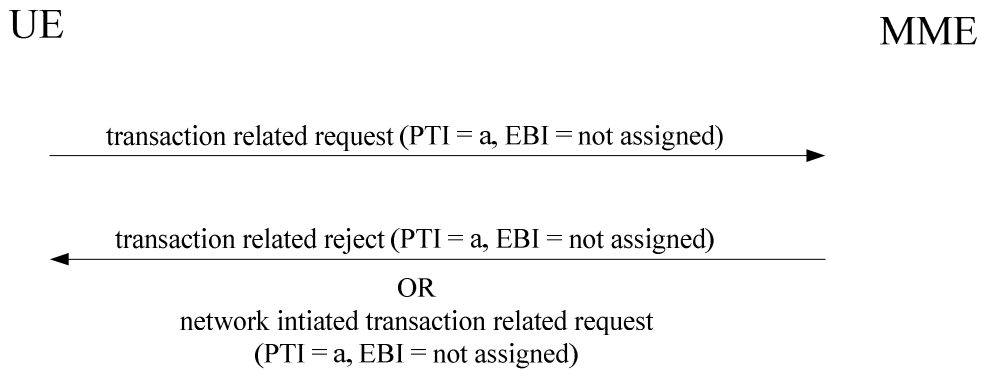 UE
MME
transaction related request (PTI = a, EBI = not assigned)
transaction related reject (PTI = a, EBI = not assigned)
OR
network intiated transaction related request
(PTI = a, EBI = not assigned)